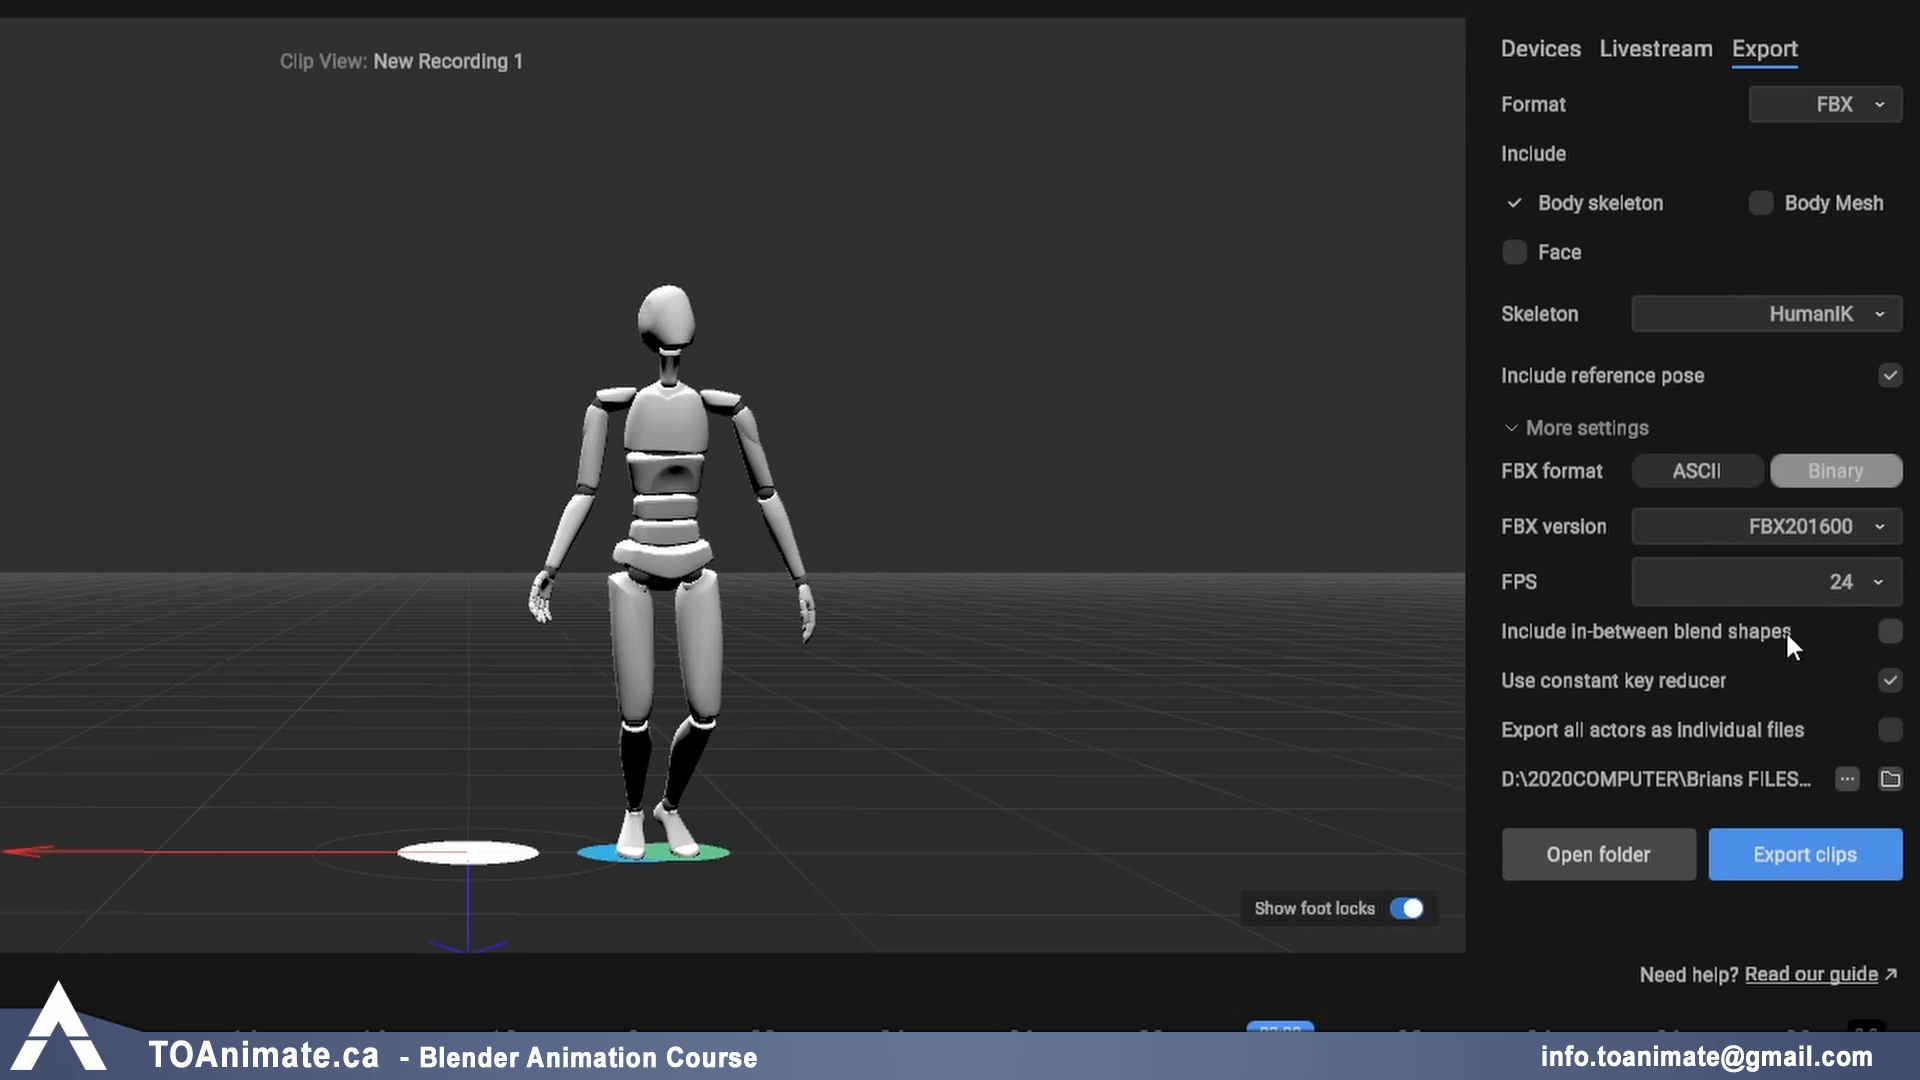 Clip View: New Recording 1
Devices Livestream Export
Format FBX
Include
Body skeleton Body Mesh
Face
Skeleton HumanIK
Include reference pose
More settings
FBX format ASCII Binary
FBX version FBX201600
FPS 24
Include in-between blend shapes
Use constant key reducer
Export all actors as individual files
D:\2020COMPUTER\Brians FILES...
Open folder Export clips
Show foot locks
Need help? Read our guide
TOAnimate.ca - Blender Animation Course
info.toanimate@gmail.com